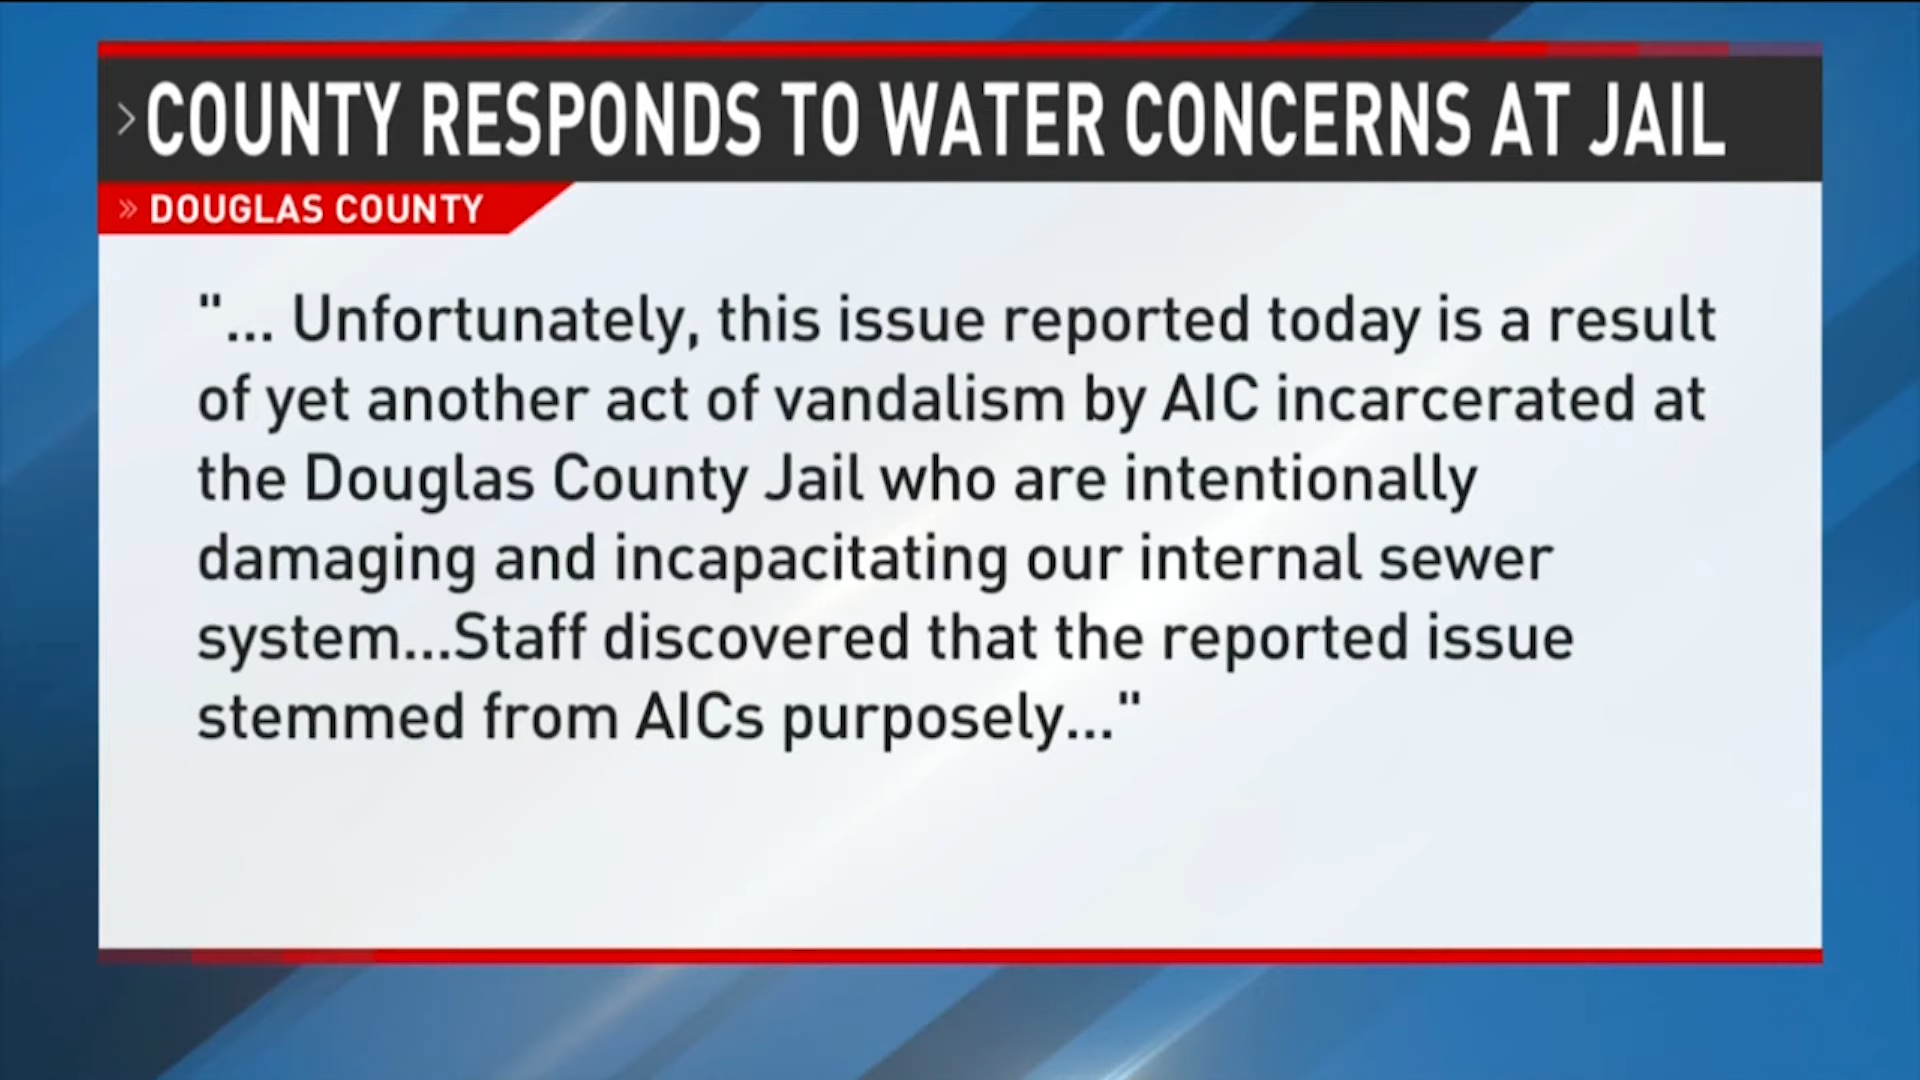 > COUNTY RESPONDS TO WATER CONCERNS AT JAIL
» DOUGLAS COUNTY
"... Unfortunately, this issue reported today is a result
of yet another act of vandalism by AIC incarcerated at
the Douglas County Jail who are intentionally
damaging and incapacitating our internal sewer
system...Staff discovered that the reported issue
stemmed from AICs purposely..."